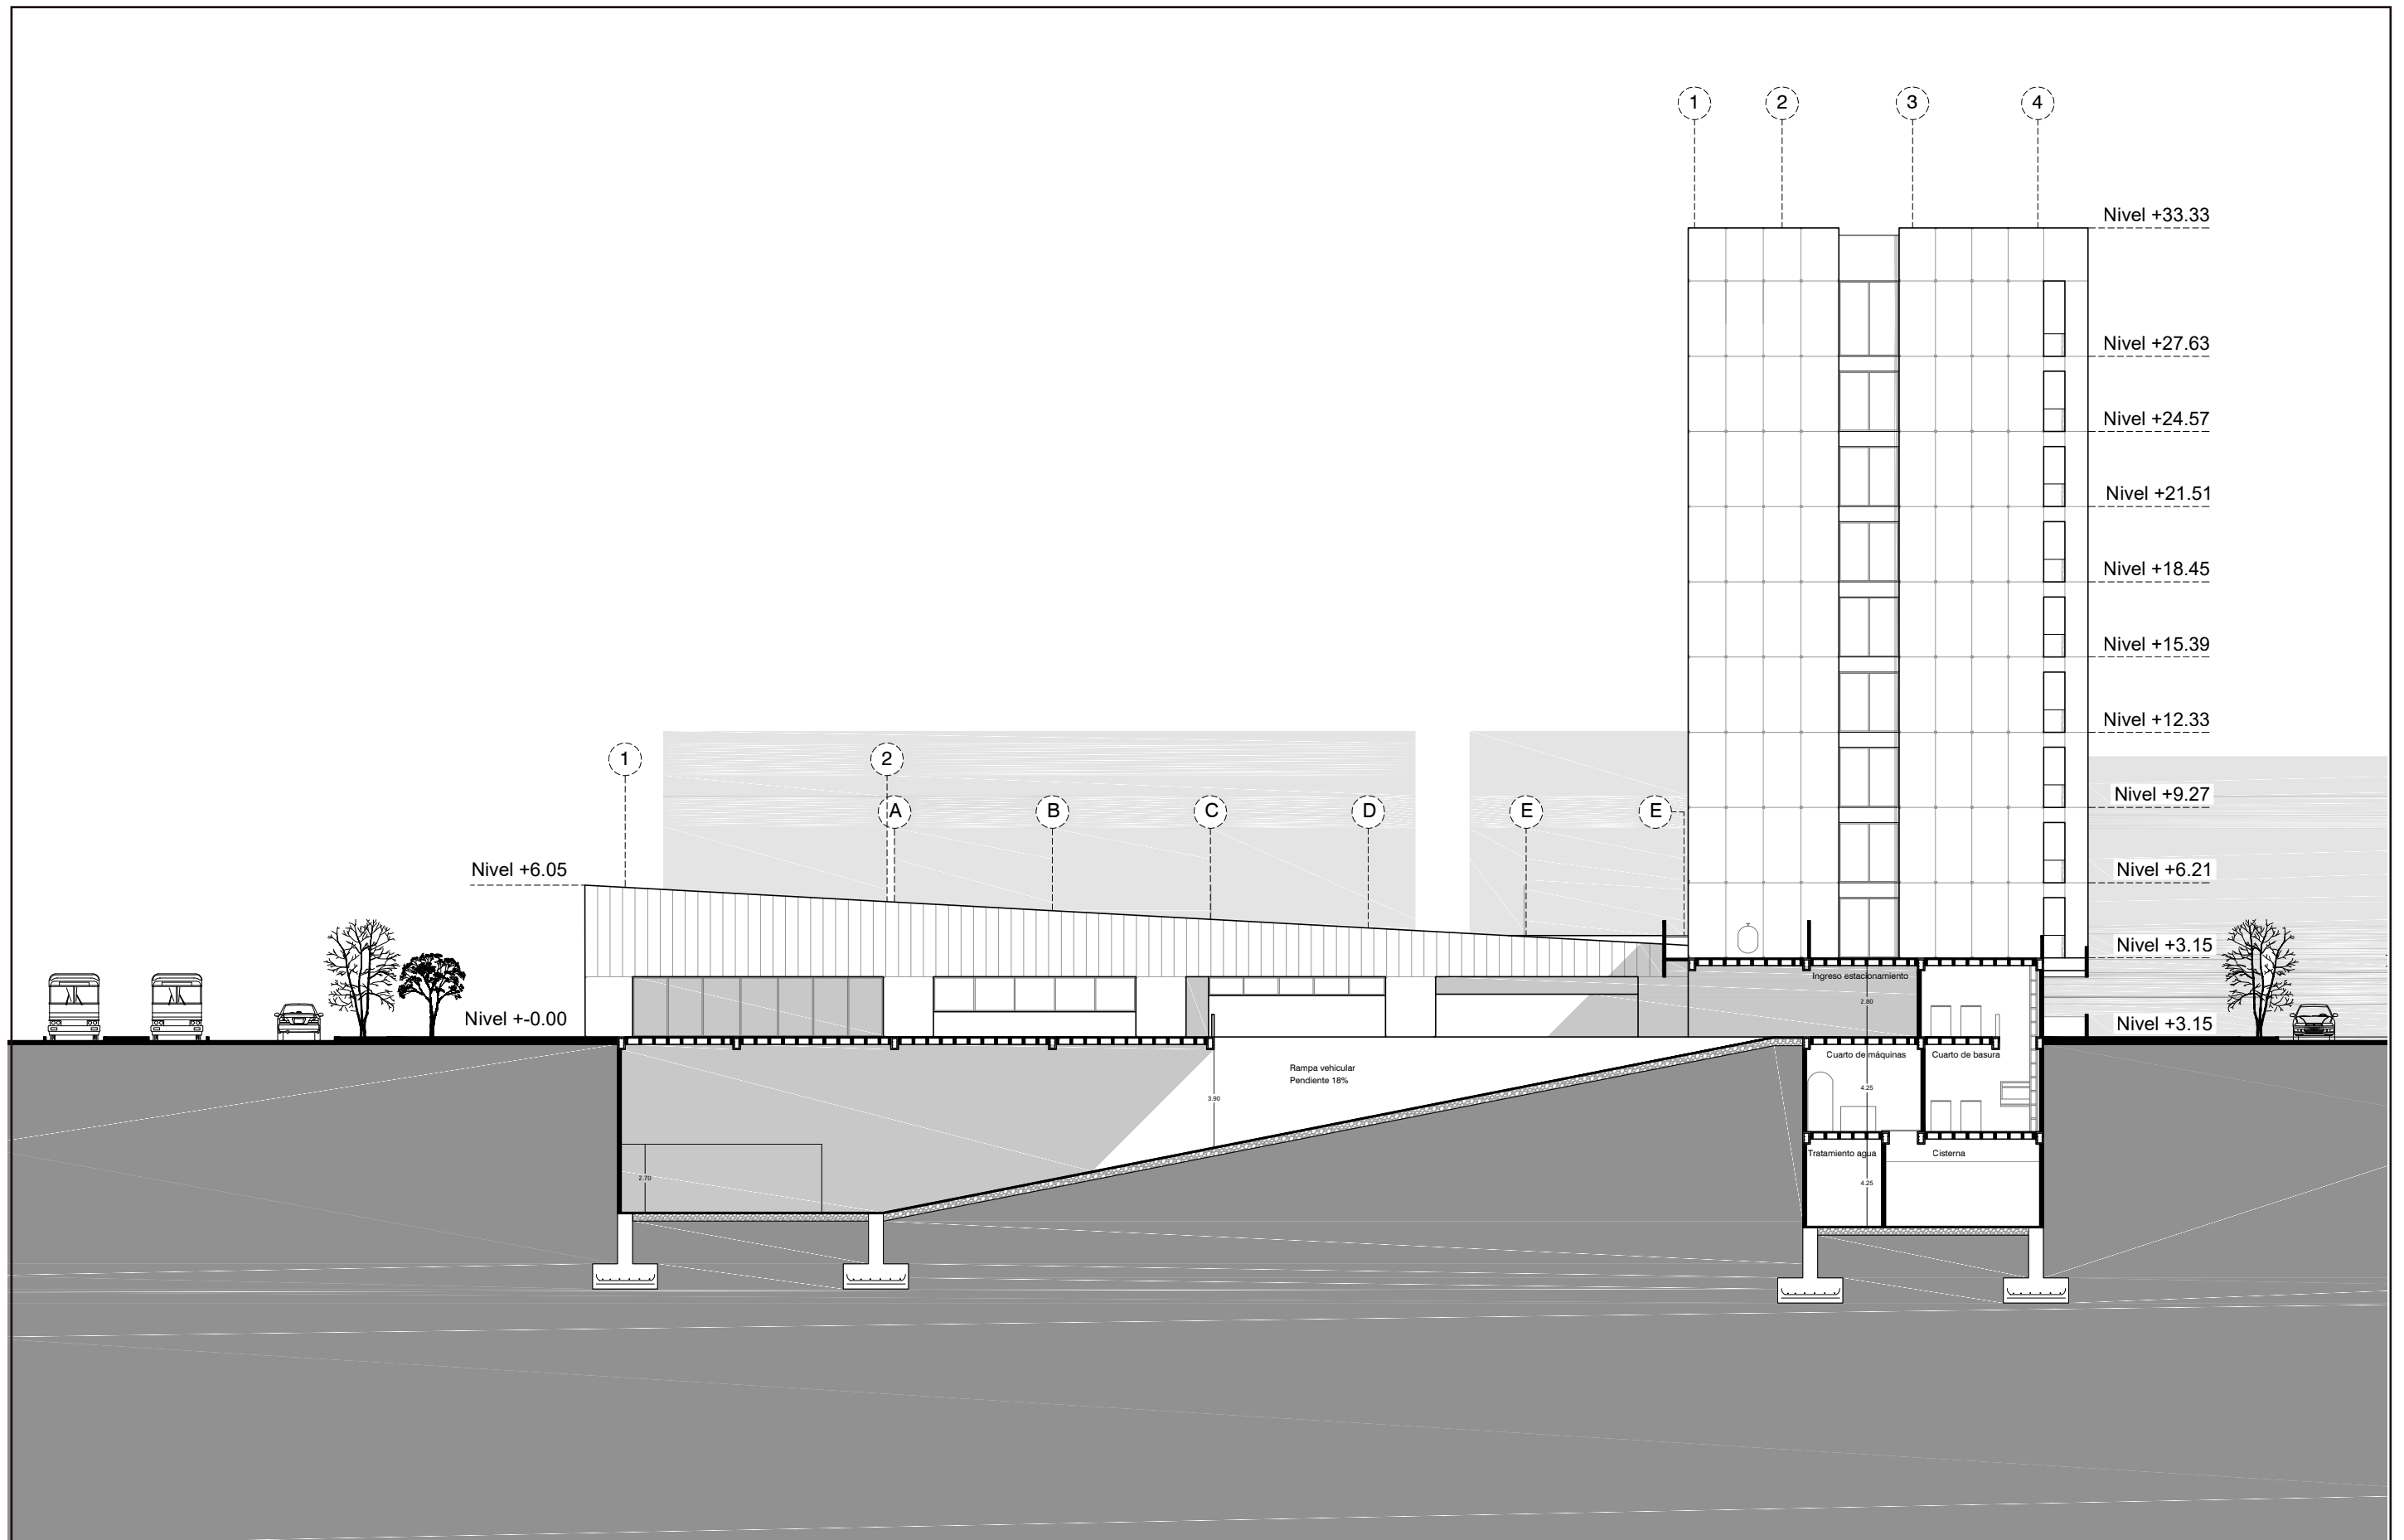 1 2 3 4
Nivel +33.33
Nivel +27.63
Nivel +24.57
Nivel +21.51
Nivel +18.45
Nivel +15.39
Nivel +12.33
1 2
Nivel +9.27
A B C D E E
Nivel +6.05
Nivel +6.21
Nivel +3.15
Ingreso estacionamiento
2.80
Nivel +-0.00
Nivel +3.15
Cuarto de máquinas
Cuarto de basura
Rampa vehicular
Pendiente 18%
4.25
3.90
Tratamiento agua
Cisterna
2.70
4.25